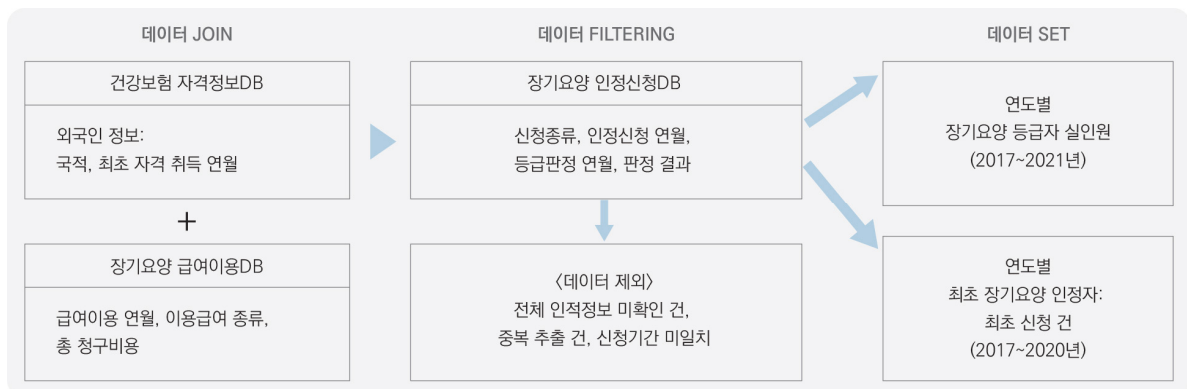 데이터 JOIN
건강보험 자격정보DB
외국인 정보:
국적, 최초 자격 취득 연월
+
장기요양 급여이용DB
급여이용 연월, 이용급여 종류,
총 청구비용
데이터 FILTERING
장기요양 인정신청DB
신청종류, 인정신청 연월,
등급판정 연월, 판정 결과
〈데이터 제외〉
전체 인적정보 미확인 건,
중복 추출 건, 신청기간 미일치
데이터 SET
연도별
장기요양 등급자 실인원
(2017~2021년)
연도별
최초 장기요양 인정자:
최초 신청 건
(2017~2020년)